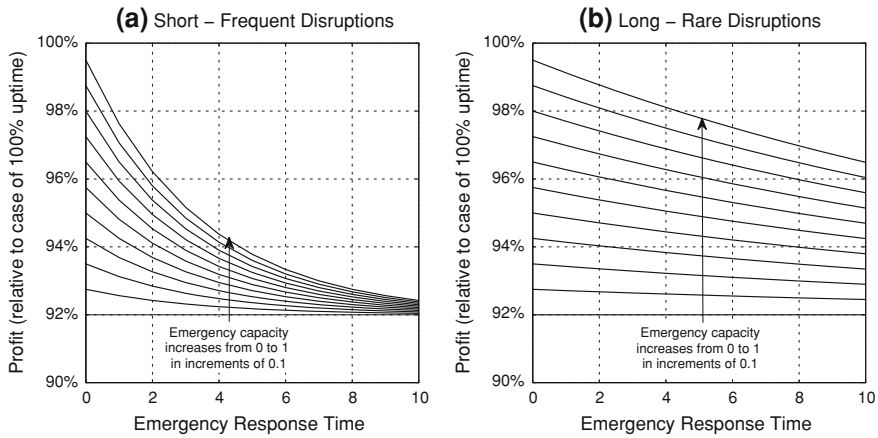 (a) Short – Frequent Disruptions
Profit (relative to case of 100% uptime)
100%
98%
96%
94%
92%
90%
Emergency capacity
increases from 0 to 1
in increments of 0.1
0 2 4 6 8 10
Emergency Response Time
(b) Long – Rare Disruptions
Profit (relative to case of 100% uptime)
100%
98%
96%
94%
92%
90%
Emergency capacity
increases from 0 to 1
in increments of 0.1
0 2 4 6 8 10
Emergency Response Time